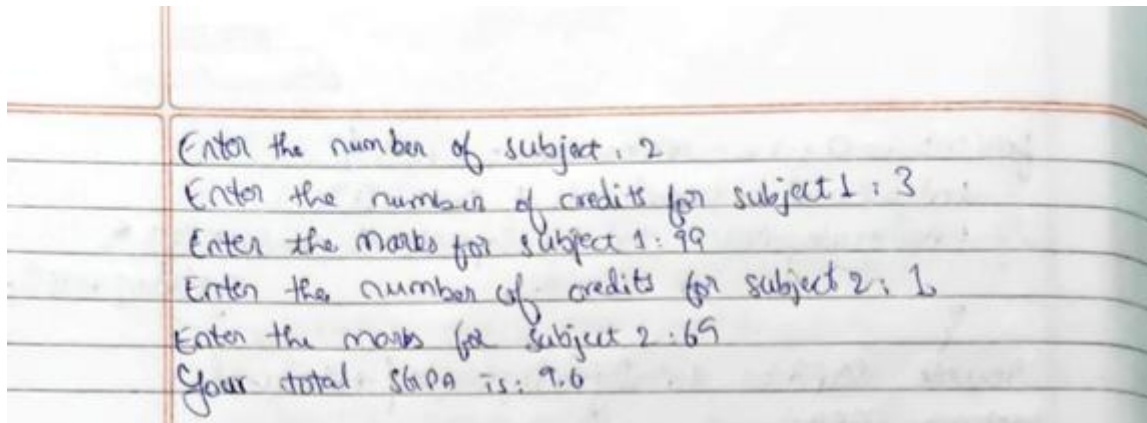 Enter the number of subject : 2
Enter the number of credits for subject 1 : 3
Enter the marks for subject 1 : 99
Enter the number of credits for subject 2 : 1
Enter the marks for subject 2 : 69
Your total SGPA is : 9.0